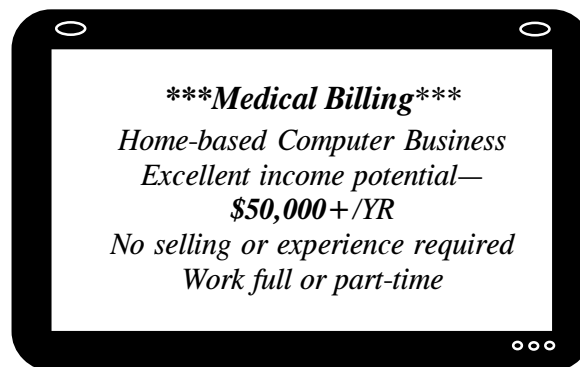 ***Medical Billing***
Home-based Computer Business
Excellent income potential—
$50,000+/YR
No selling or experience required
Work full or part-time